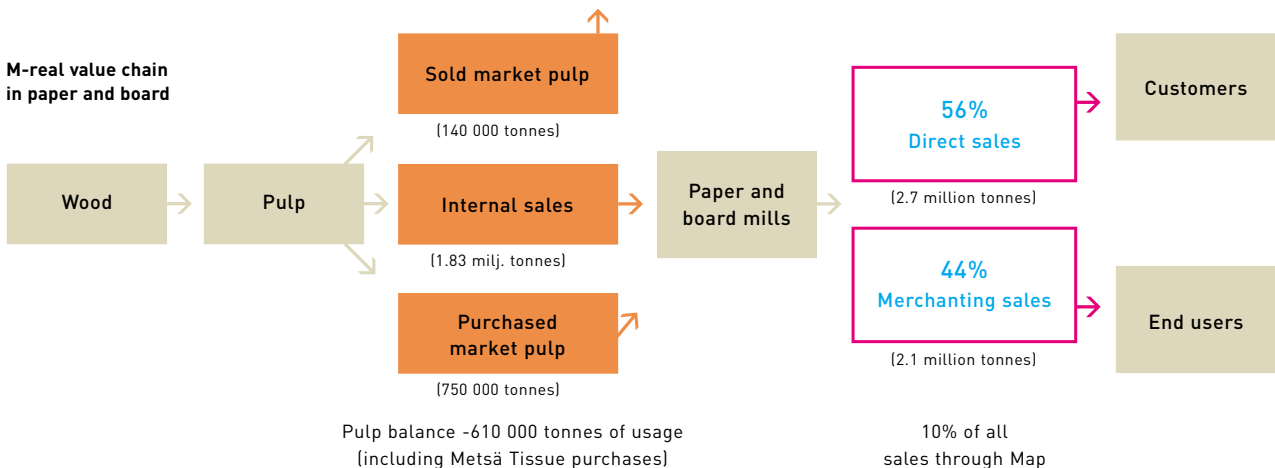 M-real value chain
in paper and board
Wood
Pulp
Sold market pulp
(140 000 tonnes)
Internal sales
(1.83 milj. tonnes)
Purchased
market pulp
(750 000 tonnes)
Pulp balance -610 000 tonnes of usage
(including Metsä Tissue purchases)
Paper and
board mills
56%
Direct sales
(2.7 million tonnes)
44%
Merchanting sales
(2.1 million tonnes)
10% of all
sales through Map
Customers
End users